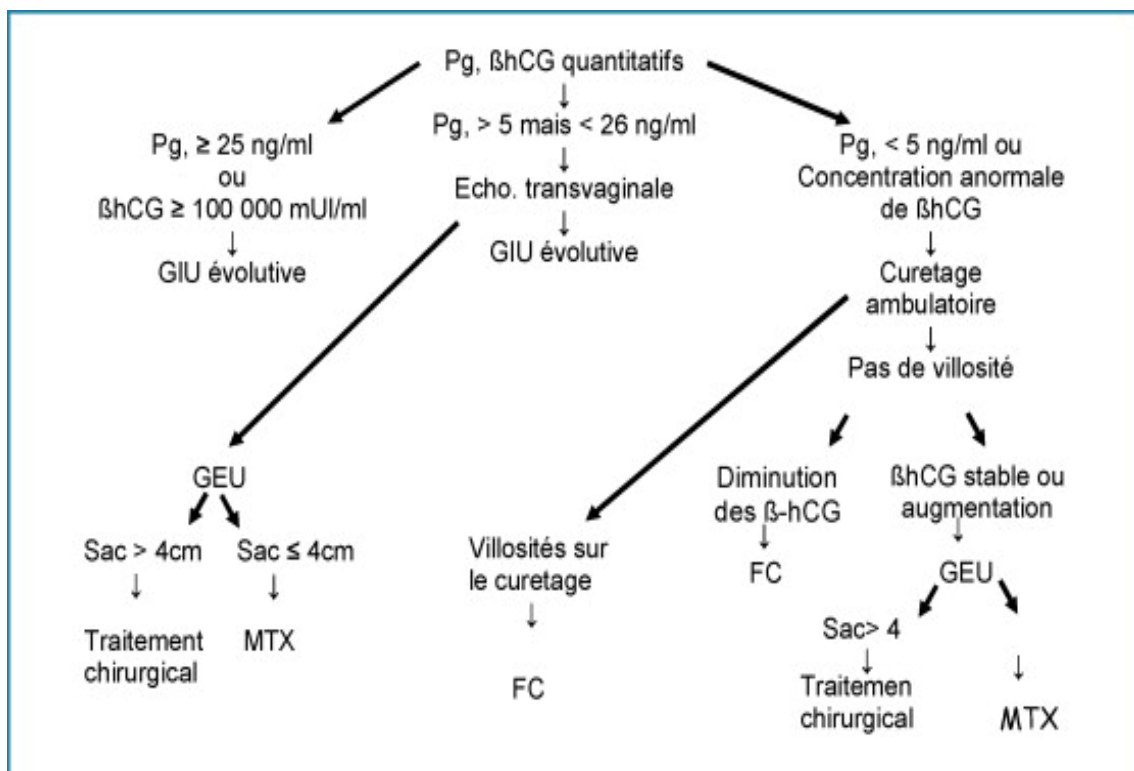 Pg, ßhCG quantitatifs
Pg, ≥ 25 ng/ml
ou
ßhCG ≥ 100 000 mUI/ml
GIU évolutive
Pg, > 5 mais < 26 ng/ml
Echo. transvaginale
GIU évolutive
Pg, < 5 ng/ml ou
Concentration anormale
de ßhCG
Curetage
ambulatoire
Pas de villosité
GEU
Sac > 4cm
Sac ≤ 4cm
Traitement
chirurgical
MTX
Villosités sur
le curetage
FC
Diminution
des ß-hCG
FC
ßhCG stable ou
augmentation
GEU
Sac> 4
Traitemen
chirurgical
MTX